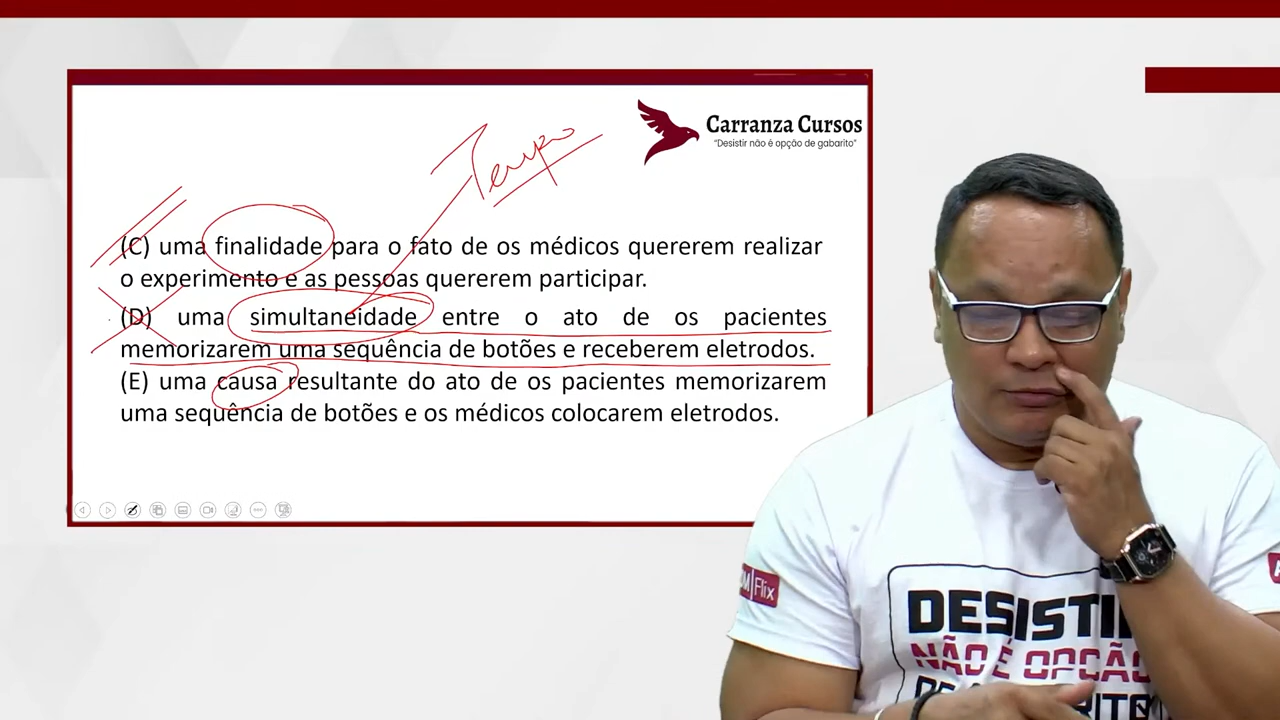 Carranza Cursos
"Desistir não é opção de gabarito"
Tempo
(C) uma finalidade para o fato de os médicos quererem realizar
o experimento e as pessoas quererem participar.
(D) uma simultaneidade entre o ato de os pacientes
memorizarem uma sequência de botões e receberem eletrodos.
(E) uma causa resultante do ato de os pacientes memorizarem
uma sequência de botões e os médicos colocarem eletrodos.
Flix
DESISTI
NÃO É OPÇÃO